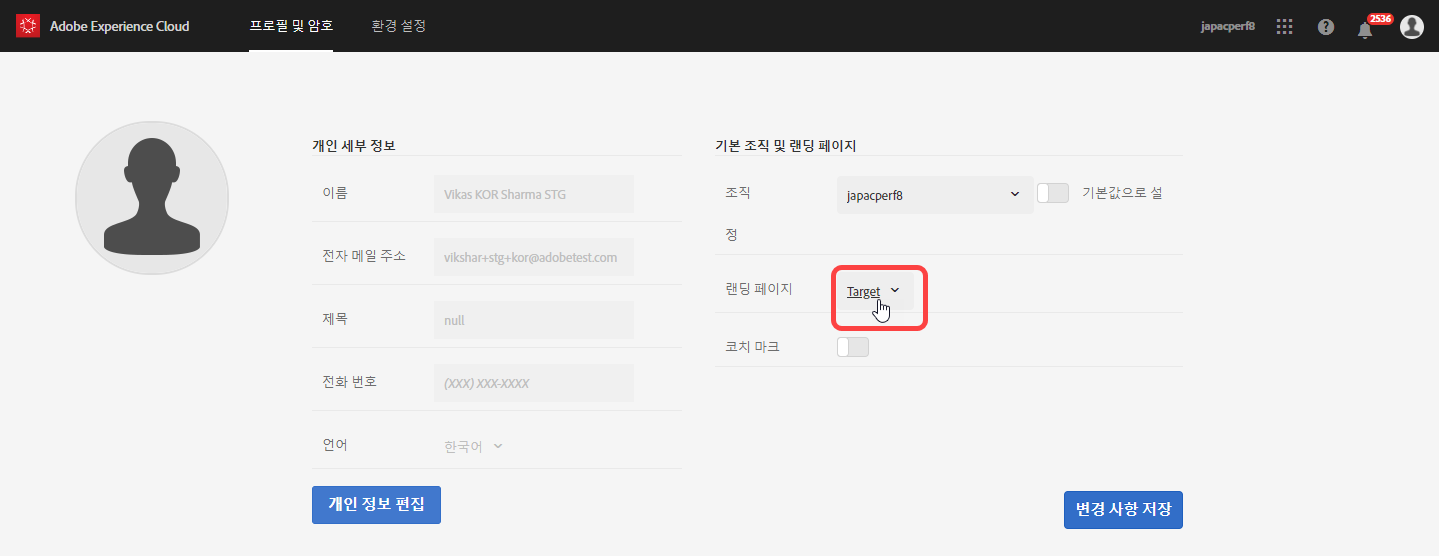 Adobe Experience Cloud 프로필 및 암호 환경 설정 japacperf8 2536
개인 세부 정보
이름 Vikas KOR Sharma STG
전자 메일 주소 vikshar+stg+kor@adobetest.com
제목 null
전화 번호 (XXX) XXX-XXXX
언어 한국어
개인 정보 편집
기본 조직 및 랜딩 페이지
조직 japacperf8 기본값으로 설
정
랜딩 페이지 Target
코치 마크
변경 사항 저장